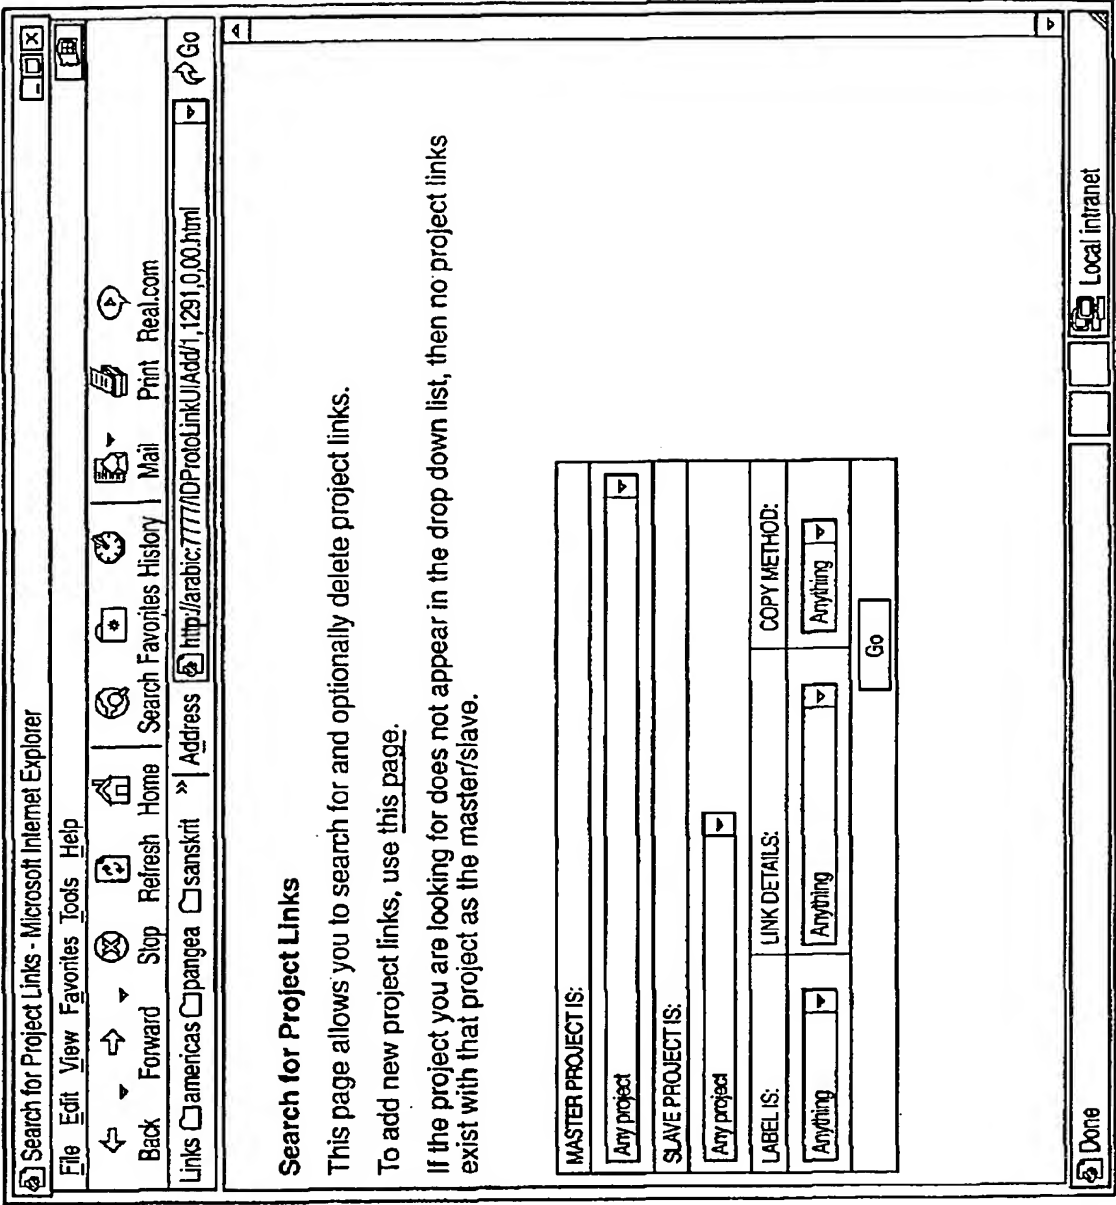 Search for Project Links - Microsoft Internet Explorer
File Edit View Favorites Tools Help
Back Forward Stop Refresh Home Search Favorites History Mail Print Real.com
Links americas pangea sanskrit » Address http://arabic:7777/IDProtoLinkUIAdd/1,1291,0,00.html Go
Search for Project Links
This page allows you to search for and optionally delete project links.
To add new project links, use this page.
If the project you are looking for does not appear in the drop down list, then no project links
exist with that project as the master/slave.
MASTER PROJECT IS:
Any project
SLAVE PROJECT IS:
Any project
LABEL IS: LINK DETAILS: COPY METHOD:
Anything Anything Anything
Go
Done Local intranet